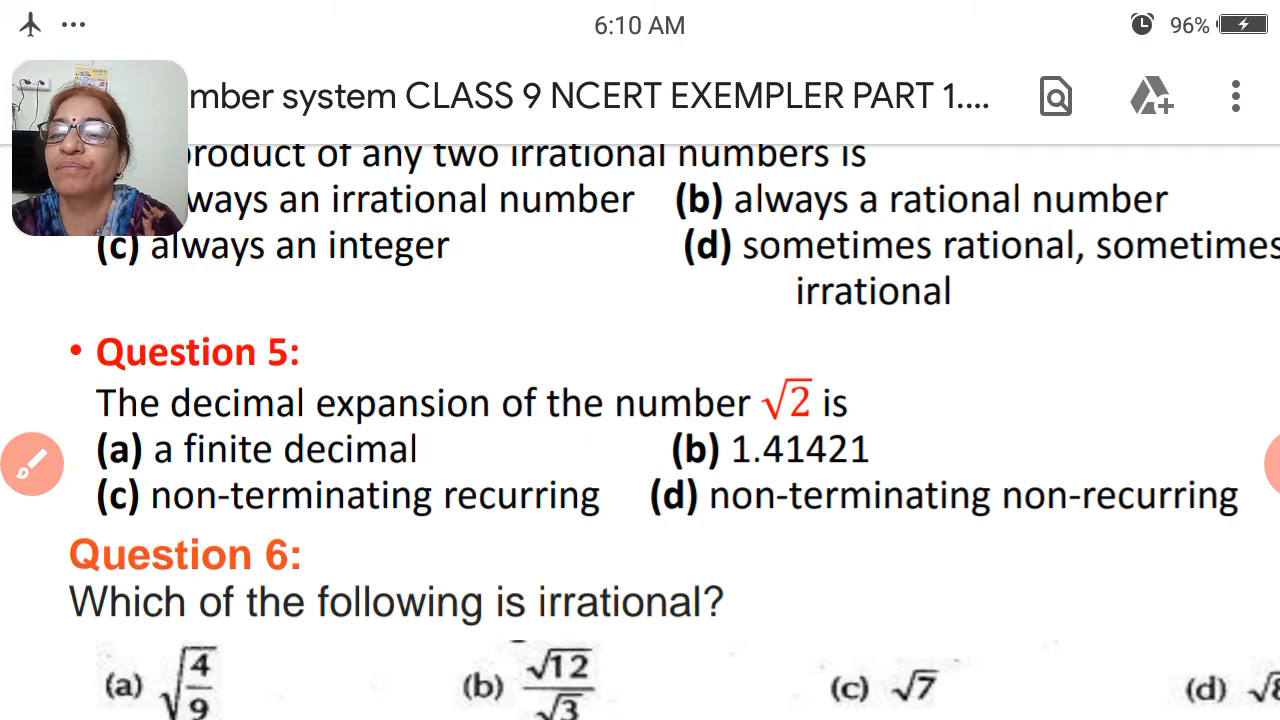 6:10 AM
96%
mber system CLASS 9 NCERT EXEMPLER PART 1....
product of any two irrational numbers is
ways an irrational number (b) always a rational number
(c) always an integer (d) sometimes rational, sometimes
irrational
• Question 5:
The decimal expansion of the number √2 is
(a) a finite decimal (b) 1.41421
(c) non-terminating recurring (d) non-terminating non-recurring
Question 6:
Which of the following is irrational?
(a) √(4/9) (b) √12/√3 (c) √7 (d) √8